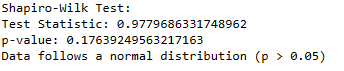 Shapiro-Wilk Test:
Test Statistic: 0.9779686331748962
p-value: 0.17639249563217163
Data follows a normal distribution (p > 0.05)